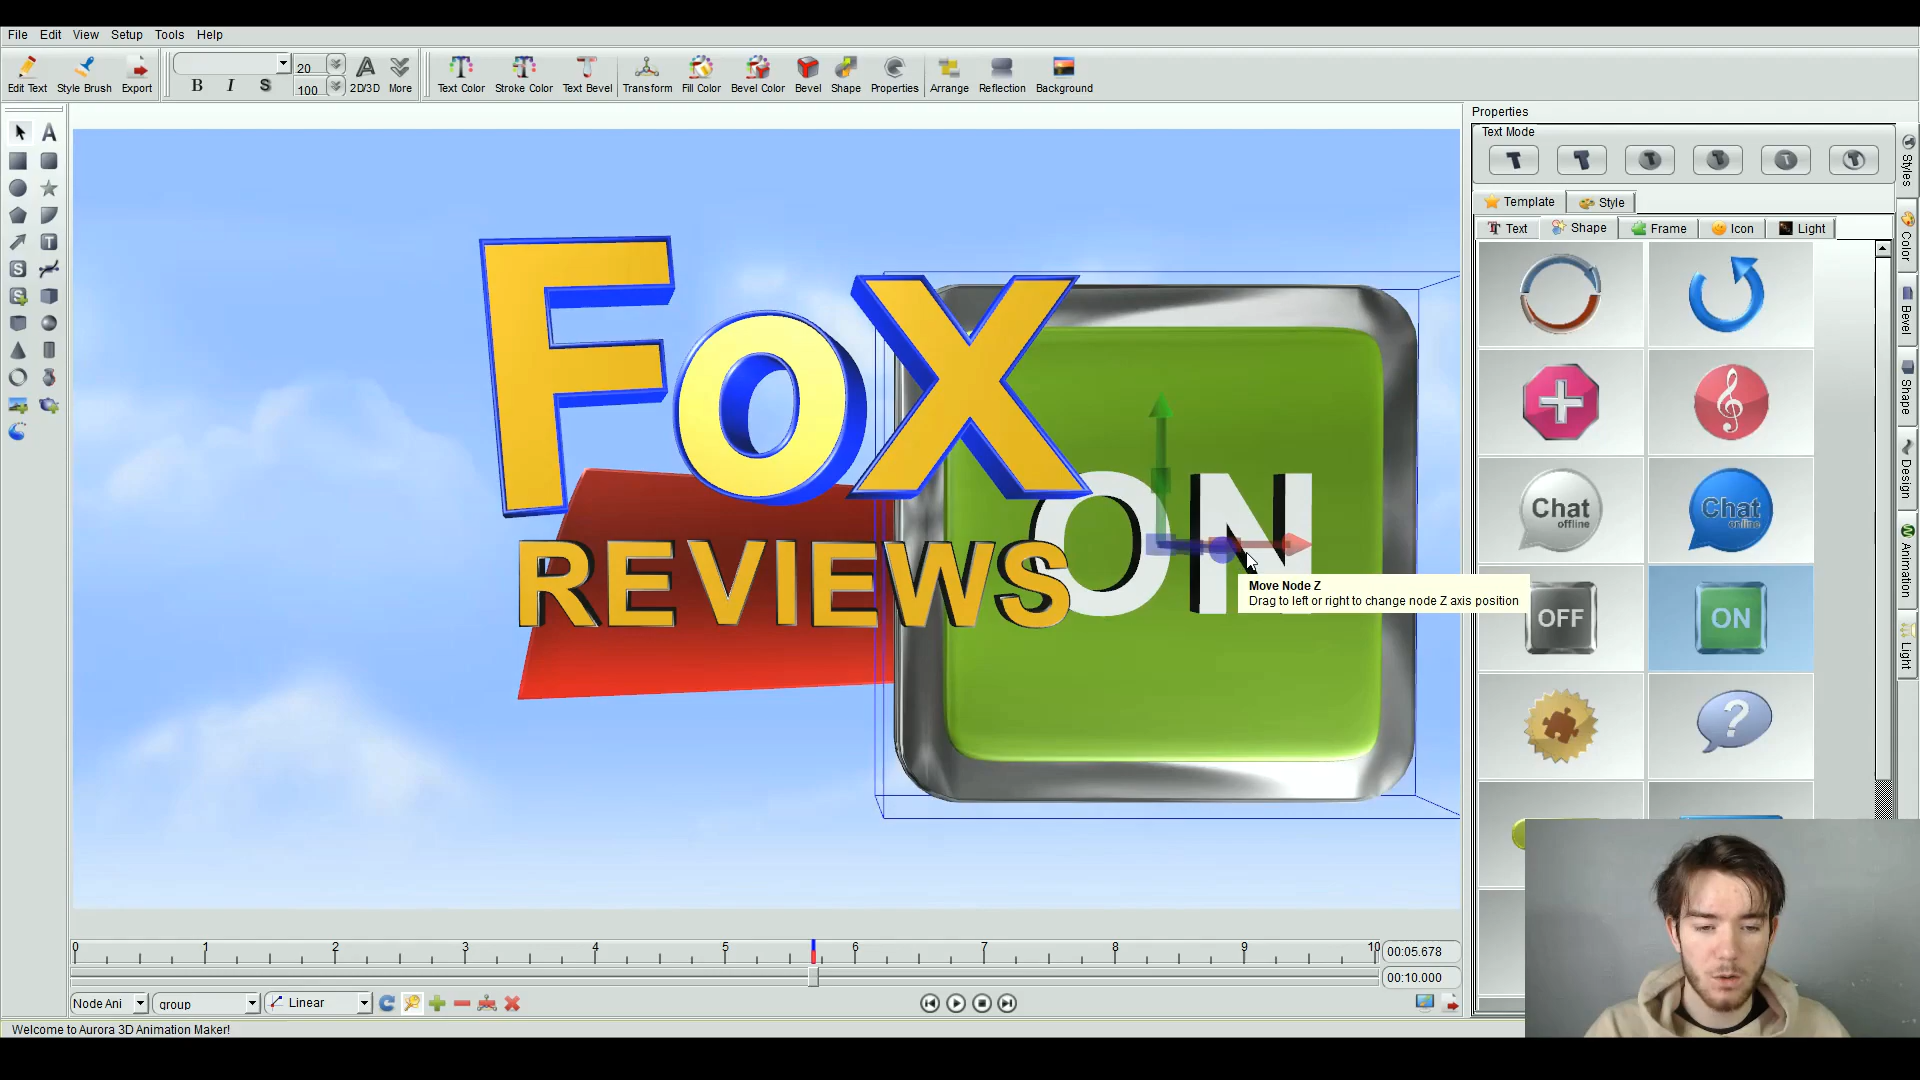 File Edit View Setup Tools Help
20
100
B I S
Edit Text Style Brush Export 2D/3D More Text Color Stroke Color Text Bevel Transform Fill Color Bevel Color Bevel Shape Properties Arrange Reflection Background
Properties
Text Mode
Template Style
Text Shape Frame Icon Light
Styles
Color
Bevel
Shape
Design
Animation
Light
FoX
REVIEWS
ON
Move Node Z
Drag to left or right to change node Z axis position
Chat
offline
Chat
online
OFF
ON
?
0 1 2 3 4 5 6 7 8 9 10
00:05.678
00:10.000
Node Ani group Linear
Welcome to Aurora 3D Animation Maker!